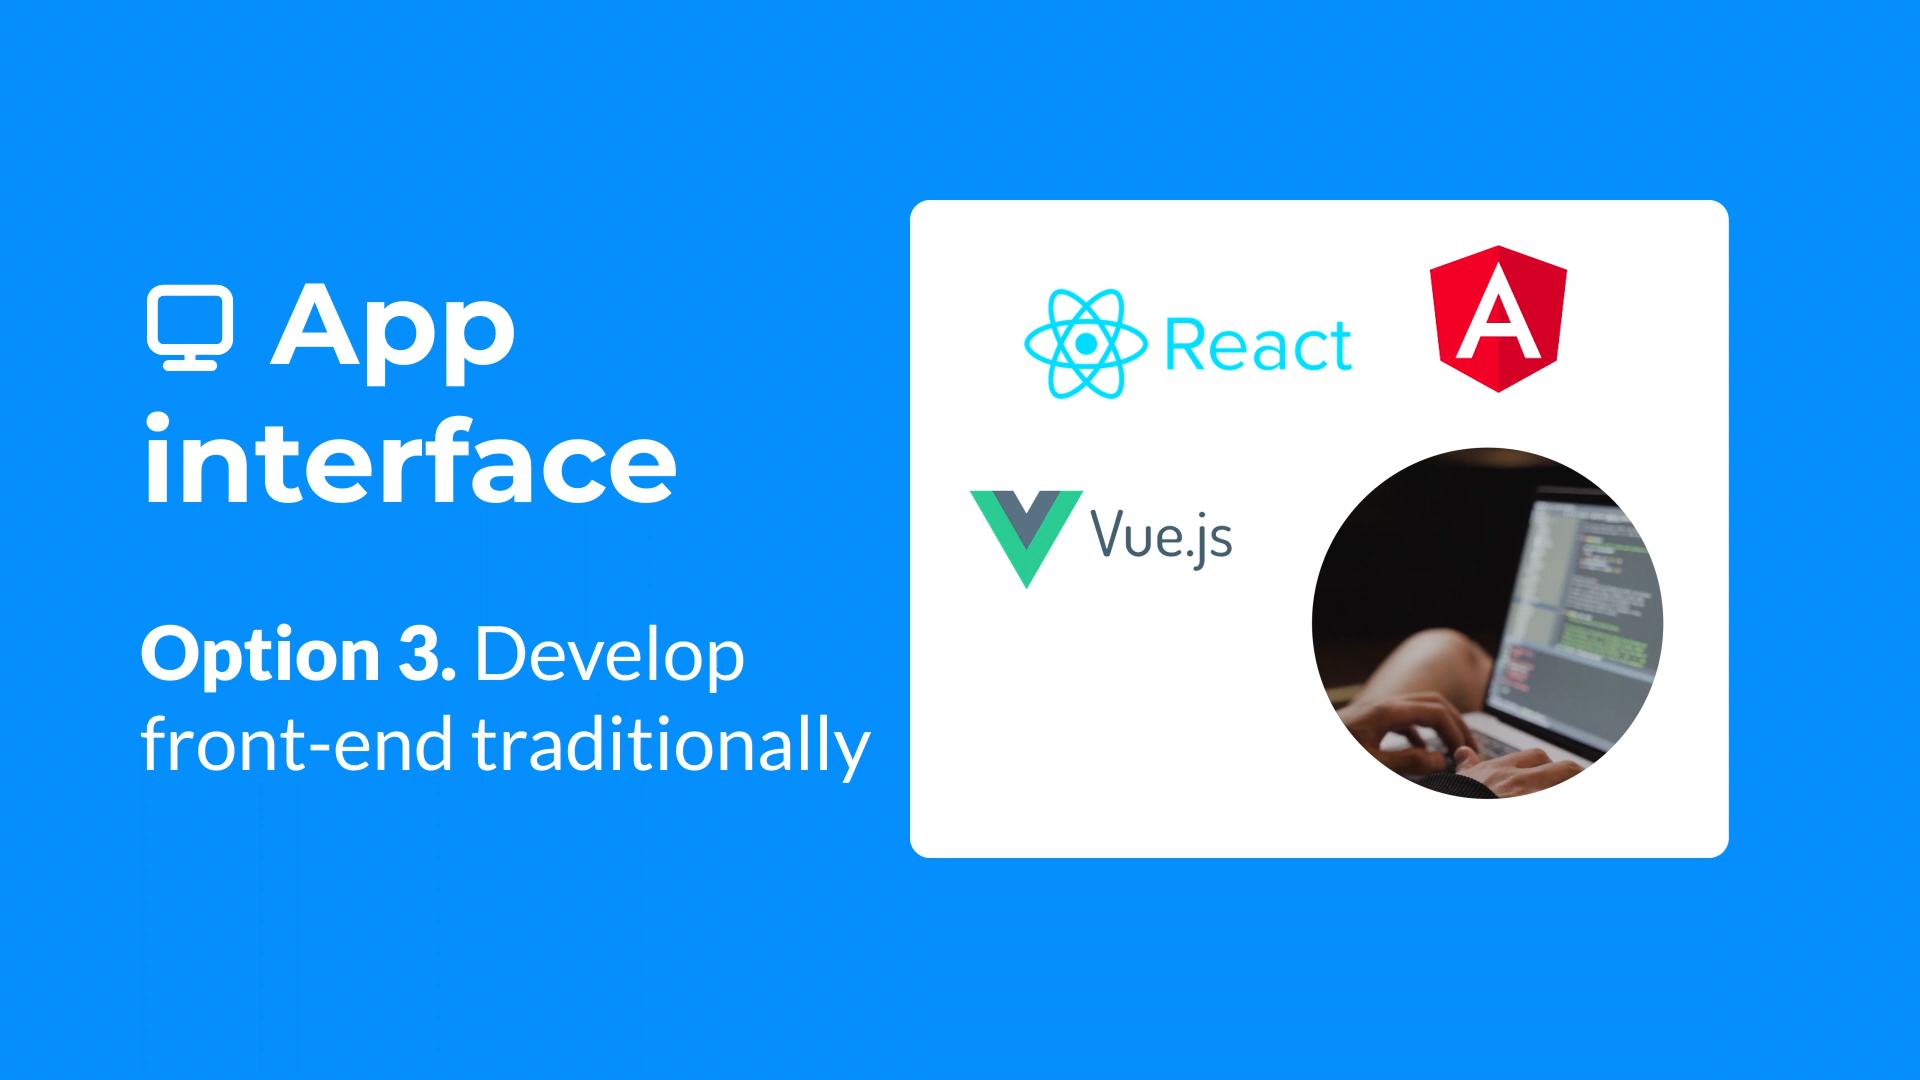 App
interface
Option 3. Develop
front-end traditionally
React
A
Vue.js